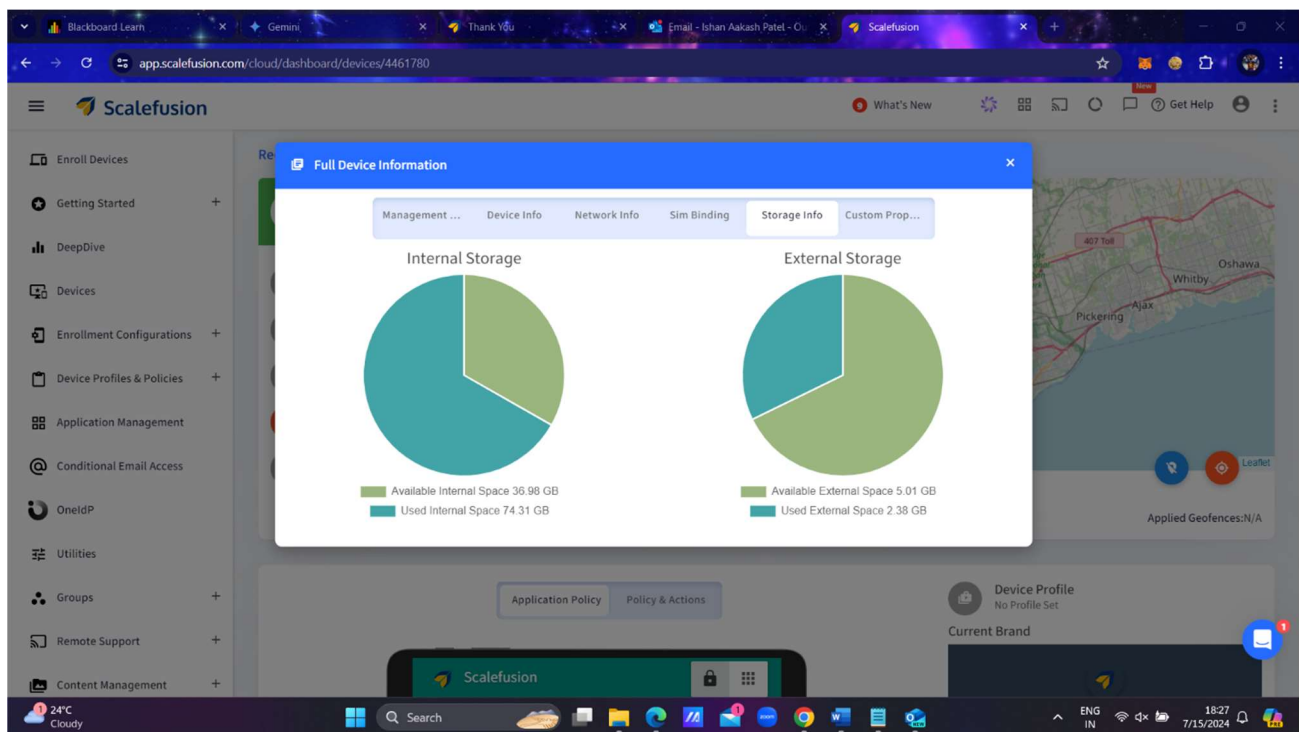 Blackboard Learn
Gemini
Thank You
Email - Ishan Aakash Patel - Ou
Scalefusion
app.scalefusion.com/cloud/dashboard/devices/4461780
Scalefusion
What's New
New
Get Help
Enroll Devices
Getting Started
DeepDive
Devices
Enrollment Configurations
Device Profiles & Policies
Application Management
Conditional Email Access
OneIdP
Utilities
Groups
Remote Support
Content Management
Re
Full Device Information
Management ... Device Info Network Info Sim Binding Storage Info Custom Prop...
Internal Storage
External Storage
Available Internal Space 36.98 GB
Used Internal Space 74.31 GB
Available External Space 5.01 GB
Used External Space 2.38 GB
407 Toll
Oshawa
Whitby
Ajax
Pickering
Leaflet
Applied Geofences:N/A
Application Policy Policy & Actions
Device Profile
No Profile Set
Current Brand
Scalefusion
1
1
24°C
Cloudy
Search
zoom
NEW
ENG
IN
18:27
7/15/2024
PRE